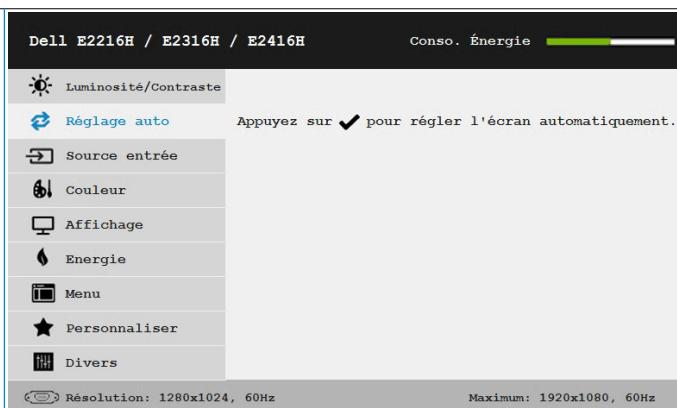 Dell E2216H / E2316H / E2416H
Conso. Énergie
Luminosité/Contraste
Réglage auto
Appuyez sur pour régler l'écran automatiquement.
Source entrée
Couleur
Affichage
Energie
Menu
Personnaliser
Divers
Résolution: 1280x1024, 60Hz
Maximum: 1920x1080, 60Hz